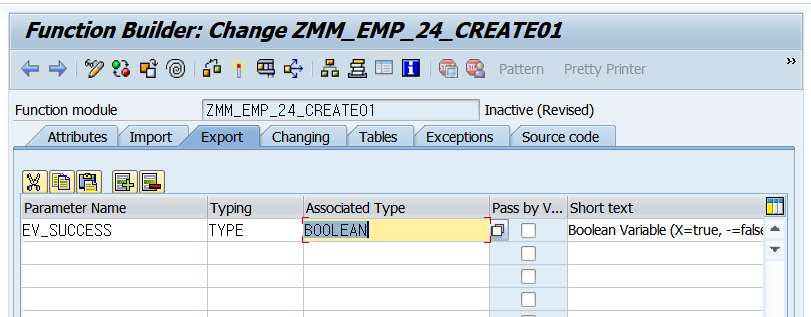 Function Builder: Change ZMM_EMP_24_CREATE01
Pattern Pretty Printer
Function module ZMM_EMP_24_CREATE01 Inactive (Revised)
Attributes Import Export Changing Tables Exceptions Source code
Parameter Name Typing Associated Type Pass by V... Short text
EV_SUCCESS TYPE BOOLEAN Boolean Variable (X=true, -=false